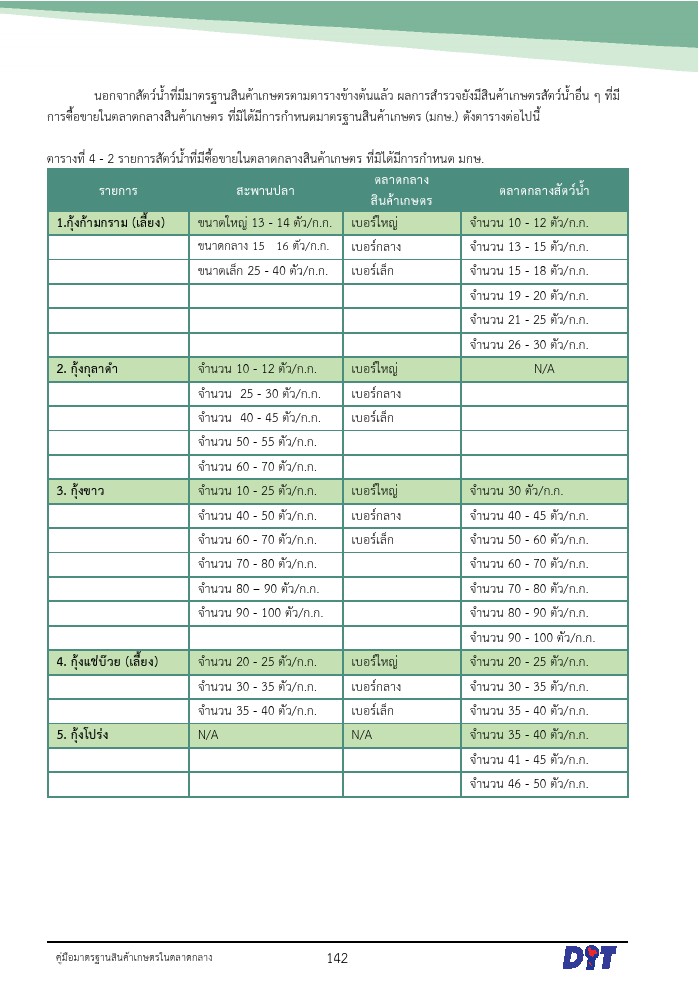 นอกจากสัตว์น้ำที่มีมาตรฐานสินค้าเกษตรตามตารางข้างต้นแล้ว ผลการสำรวจยังมีสินค้าเกษตรสัตว์น้ำอื่น ๆ ที่มี
การซื้อขายในตลาดกลางสินค้าเกษตร ที่มิได้มีการกำหนดมาตรฐานสินค้าเกษตร (มกษ.) ดังตารางต่อไปนี้
ตารางที่ 4 - 2 รายการสัตว์น้ำที่มีซื้อขายในตลาดกลางสินค้าเกษตร ที่มิได้มีการกำหนด มกษ.
รายการ สะพานปลา ตลาดกลาง สินค้าเกษตร ตลาดกลางสัตว์น้ำ
1.กุ้งก้ามกราม (เลี้ยง) ขนาดใหญ่ 13 - 14 ตัว/ก.ก. เบอร์ใหญ่ จำนวน 10 - 12 ตัว/ก.ก.
ขนาดกลาง 15 16 ตัว/ก.ก. เบอร์กลาง จำนวน 13 - 15 ตัว/ก.ก.
ขนาดเล็ก 25 - 40 ตัว/ก.ก. เบอร์เล็ก จำนวน 15 - 18 ตัว/ก.ก.
จำนวน 19 - 20 ตัว/ก.ก.
จำนวน 21 - 25 ตัว/ก.ก.
จำนวน 26 - 30 ตัว/ก.ก.
2. กุ้งกุลาดำ จำนวน 10 - 12 ตัว/ก.ก. เบอร์ใหญ่ N/A
จำนวน 25 - 30 ตัว/ก.ก. เบอร์กลาง
จำนวน 40 - 45 ตัว/ก.ก. เบอร์เล็ก
จำนวน 50 - 55 ตัว/ก.ก.
จำนวน 60 - 70 ตัว/ก.ก.
3. กุ้งขาว จำนวน 10 - 25 ตัว/ก.ก. เบอร์ใหญ่ จำนวน 30 ตัว/ก.ก.
จำนวน 40 - 50 ตัว/ก.ก. เบอร์กลาง จำนวน 40 - 45 ตัว/ก.ก.
จำนวน 60 - 70 ตัว/ก.ก. เบอร์เล็ก จำนวน 50 - 60 ตัว/ก.ก.
จำนวน 70 - 80 ตัว/ก.ก. จำนวน 60 - 70 ตัว/ก.ก.
จำนวน 80 – 90 ตัว/ก.ก. จำนวน 70 - 80 ตัว/ก.ก.
จำนวน 90 - 100 ตัว/ก.ก. จำนวน 80 - 90 ตัว/ก.ก.
จำนวน 90 - 100 ตัว/ก.ก.
4. กุ้งแช่บ๊วย (เลี้ยง) จำนวน 20 - 25 ตัว/ก.ก. เบอร์ใหญ่ จำนวน 20 - 25 ตัว/ก.ก.
จำนวน 30 - 35 ตัว/ก.ก. เบอร์กลาง จำนวน 30 - 35 ตัว/ก.ก.
จำนวน 35 - 40 ตัว/ก.ก. เบอร์เล็ก จำนวน 35 - 40 ตัว/ก.ก.
5. กุ้งโปร่ง N/A N/A จำนวน 35 - 40 ตัว/ก.ก.
จำนวน 41 - 45 ตัว/ก.ก.
จำนวน 46 - 50 ตัว/ก.ก.
คู่มือมาตรฐานสินค้าเกษตรในตลาดกลาง 142 DIT